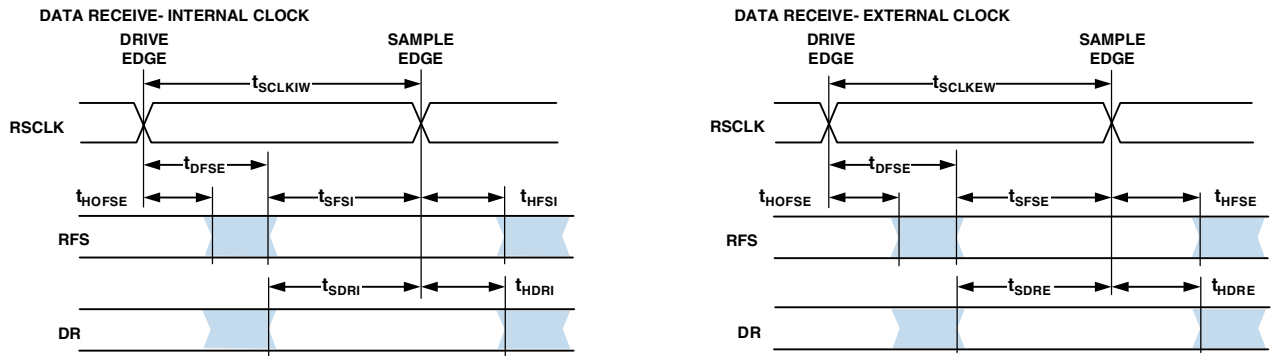 DATA RECEIVE- INTERNAL CLOCK
DRIVE
EDGE
SAMPLE
EDGE
tSCLKIW
RSCLK
tDFSE
tHOFSE
tSFSI
tHFSI
RFS
tSDRI
tHDRI
DR
DATA RECEIVE- EXTERNAL CLOCK
DRIVE
EDGE
SAMPLE
EDGE
tSCLKEW
RSCLK
tDFSE
tHOFSE
tSFSE
tHFSE
RFS
tSDRE
tHDRE
DR